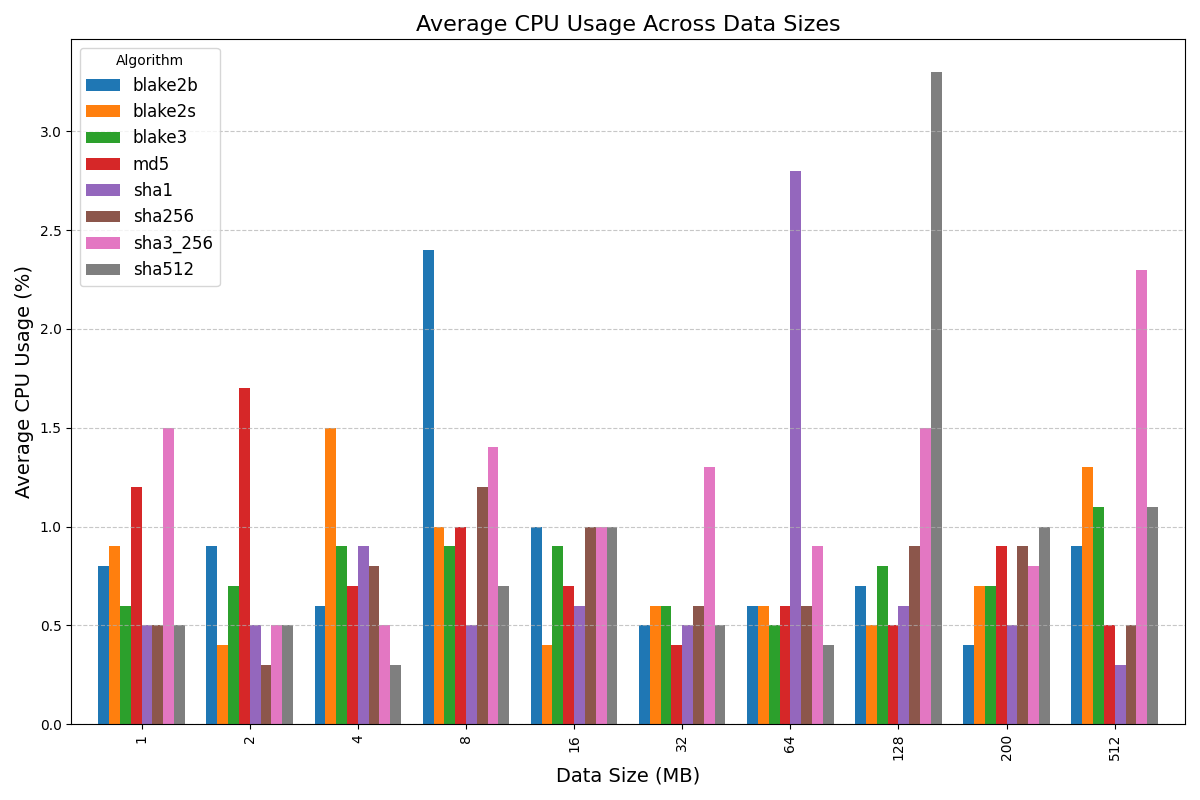 Average CPU Usage Across Data Sizes
Algorithm
blake2b
blake2s
blake3
md5
sha1
sha256
sha3_256
sha512
Average CPU Usage (%)
3.0
2.5
2.0
1.5
1.0
0.5
0.0
1 2 4 8 16 32 64 128 200 512
Data Size (MB)